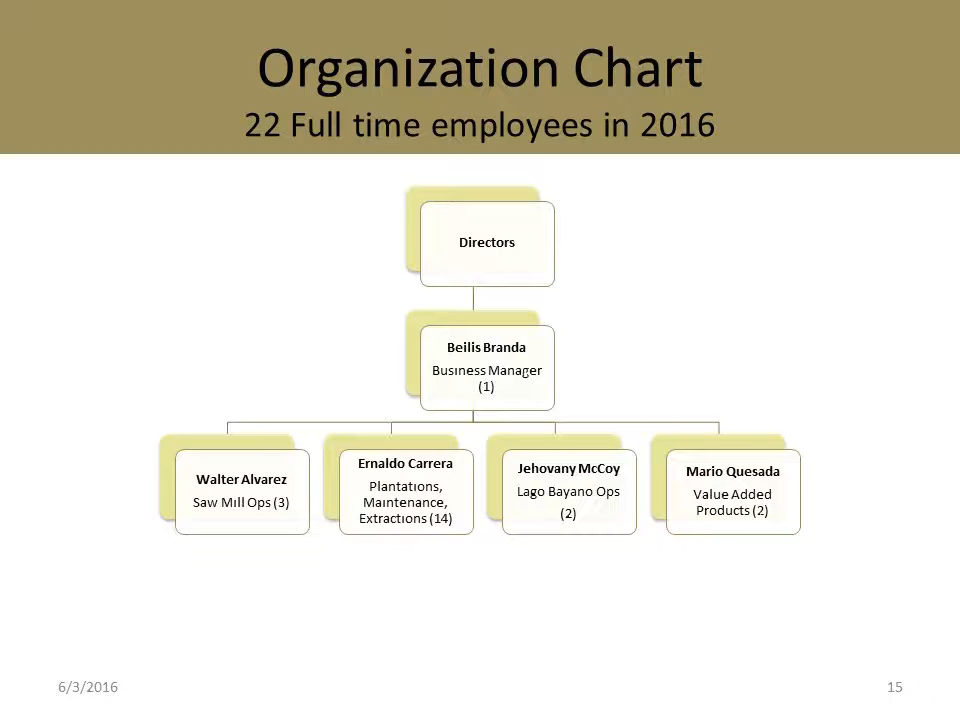 Organization Chart
22 Full time employees in 2016
Directors
Beilis Branda
Business Manager
(1)
Walter Alvarez
Saw Mill Ops (3)
Ernaldo Carrera
Plantations,
Maintenance,
Extractions (14)
Jehovany McCoy
Lago Bayano Ops
(2)
Mario Quesada
Value Added
Products (2)
6/3/2016
15